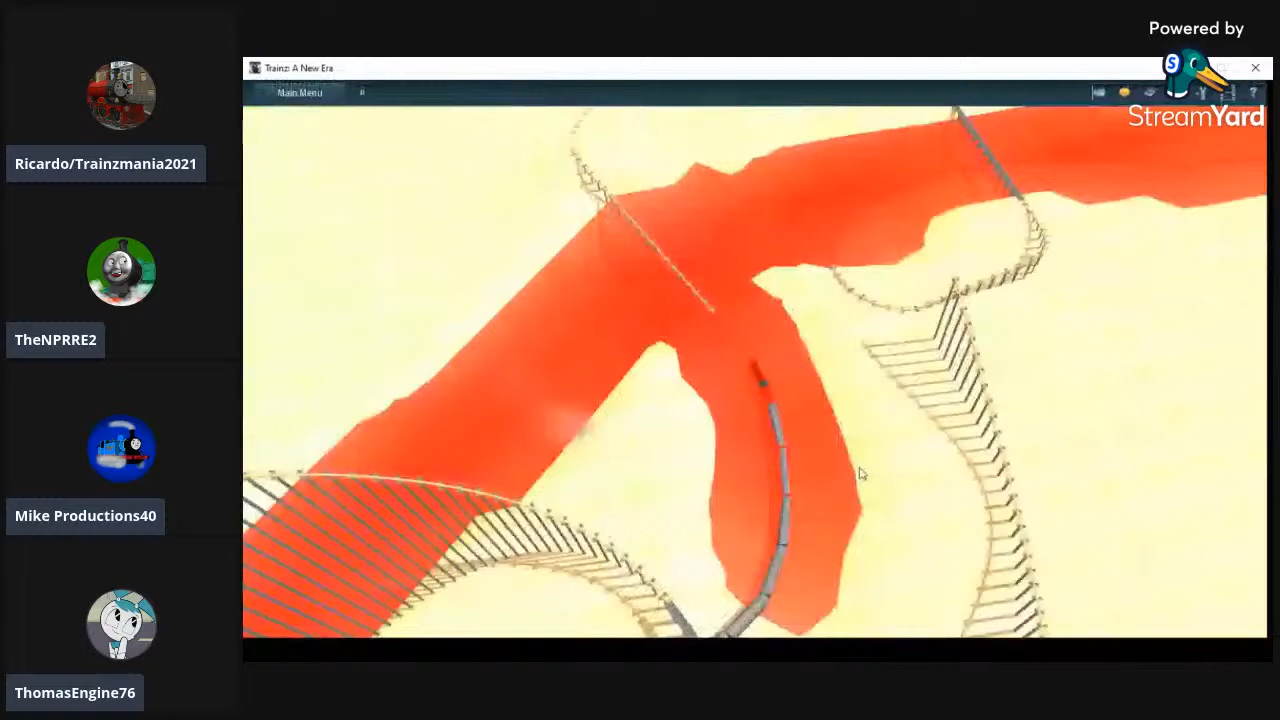 Powered by
StreamYard
Trainz: A New Era
Main Menu
Ricardo/Trainzmania2021
TheNPRRE2
Mike Productions40
ThomasEngine76